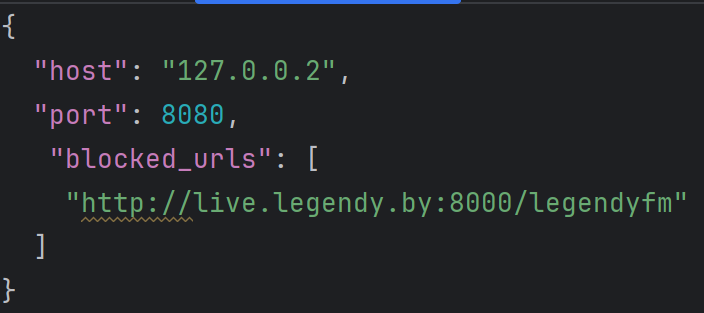 {
  "host": "127.0.0.2",
  "port": 8080,
   "blocked_urls": [
    "http://live.legendy.by:8000/legendyfm"
  ]
}